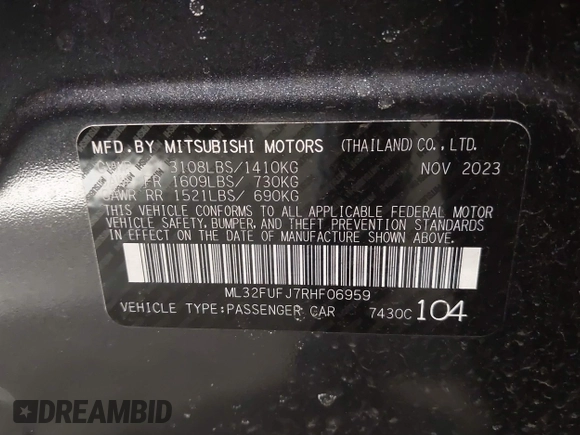 MFD.BY MITSUBISHI MOTORS (THAILAND)CO.,LTD.
3108LBS/1410KG NOV 2023
FR 1609LBS/ 730KG
GAWR RR 1521LBS/ 690KG
THIS VEHICLE CONFORMS TO ALL APPLICABLE FEDERAL MOTOR
VEHICLE SAFETY, BUMPER, AND THEFT PREVENTION STANDARDS
IN EFFECT ON THE DATE OF MANUFACTURE SHOWN ABOVE.
ML32FUFJ7RHF06959
VEHICLE TYPE:PASSENGER CAR 7430C 104
DREAMBID